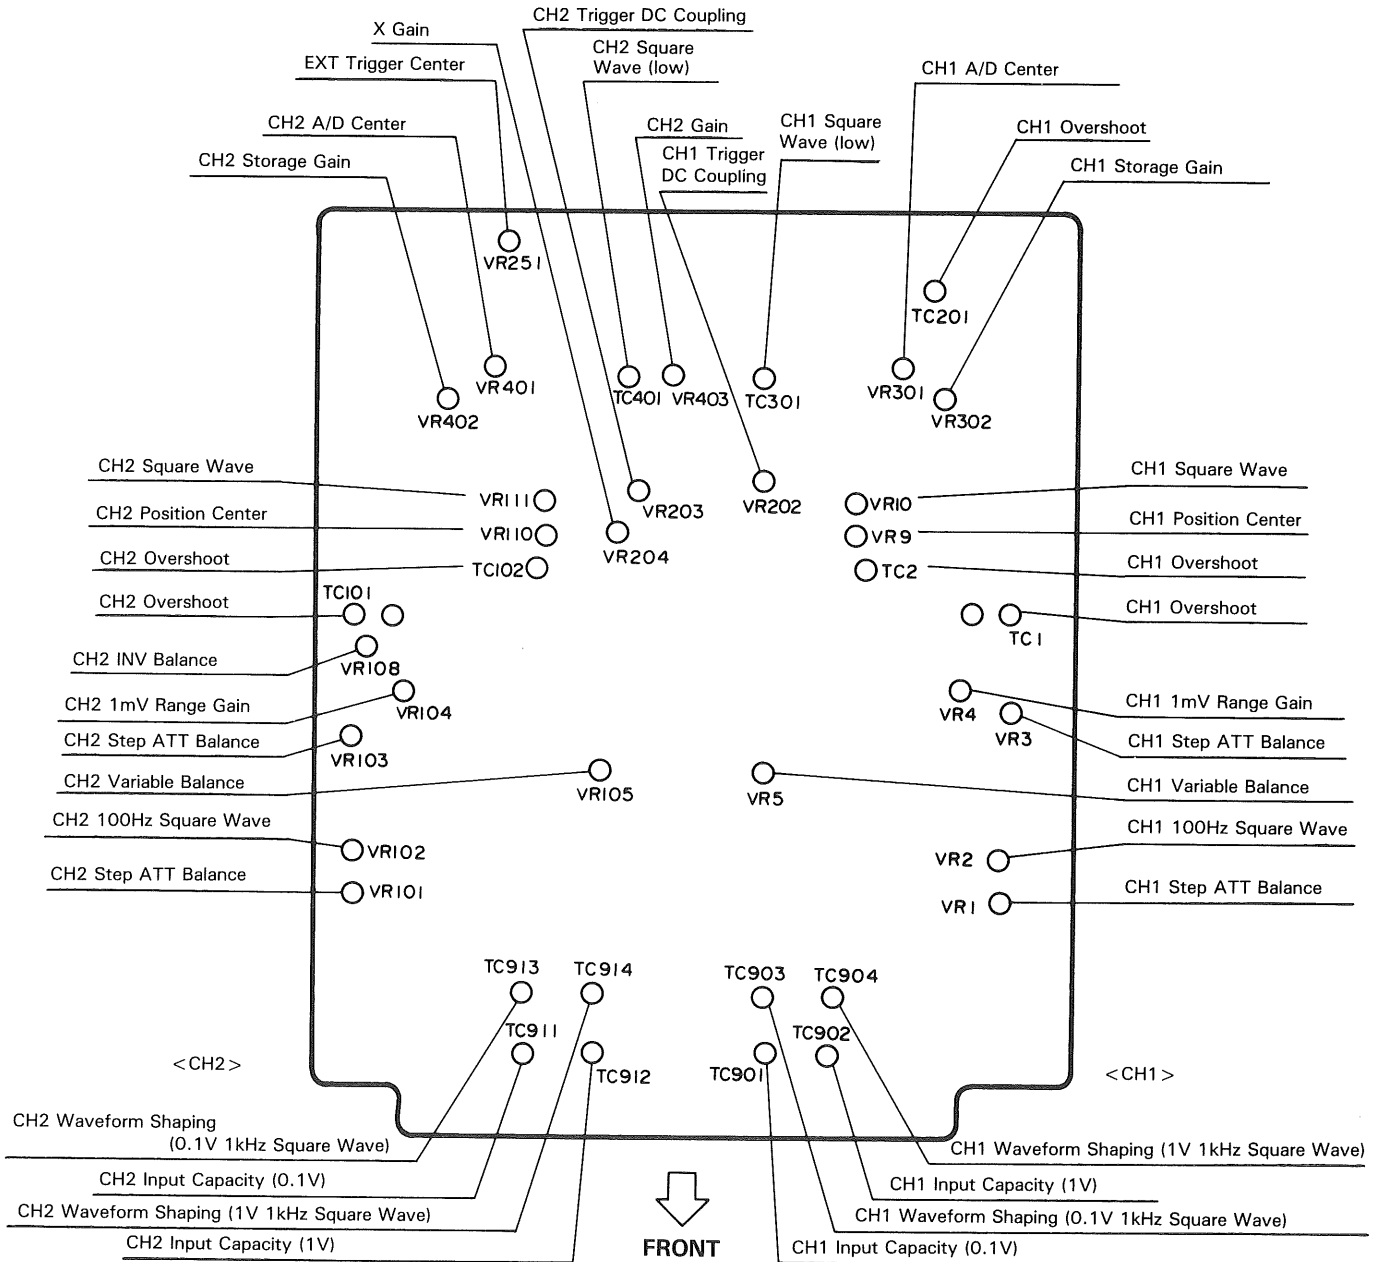 CH2 Trigger DC Coupling
X Gain
CH2 Square
Wave (low)
EXT Trigger Center
CH1 A/D Center
CH2 A/D Center
CH2 Gain
CH1 Square
Wave (low)
CH1 Overshoot
CH2 Storage Gain
CH1 Trigger
DC Coupling
CH1 Storage Gain
VR251
TC201
VR401
TC401
VR403
TC301
VR301
VR402
VR302
CH2 Square Wave
VR111
VR203
VR202
VR10
CH1 Square Wave
CH2 Position Center
VR110
VR204
VR9
CH1 Position Center
CH2 Overshoot
TC102
TC2
CH1 Overshoot
CH2 Overshoot
TC101
TC1
CH1 Overshoot
CH2 INV Balance
VR108
CH2 1mV Range Gain
VR104
VR4
CH1 1mV Range Gain
CH2 Step ATT Balance
VR103
VR3
CH1 Step ATT Balance
CH2 Variable Balance
VR105
VR5
CH1 Variable Balance
CH2 100Hz Square Wave
VR102
VR2
CH1 100Hz Square Wave
CH2 Step ATT Balance
VR101
VR1
CH1 Step ATT Balance
TC913
TC914
TC903
TC904
TC911
TC902
<CH2>
TC912
TC901
<CH1>
CH2 Waveform Shaping
(0.1V 1kHz Square Wave)
CH1 Waveform Shaping (1V 1kHz Square Wave)
CH2 Input Capacity (0.1V)
CH1 Input Capacity (1V)
CH2 Waveform Shaping (1V 1kHz Square Wave)
CH1 Waveform Shaping (0.1V 1kHz Square Wave)
CH2 Input Capacity (1V)
FRONT
CH1 Input Capacity (0.1V)